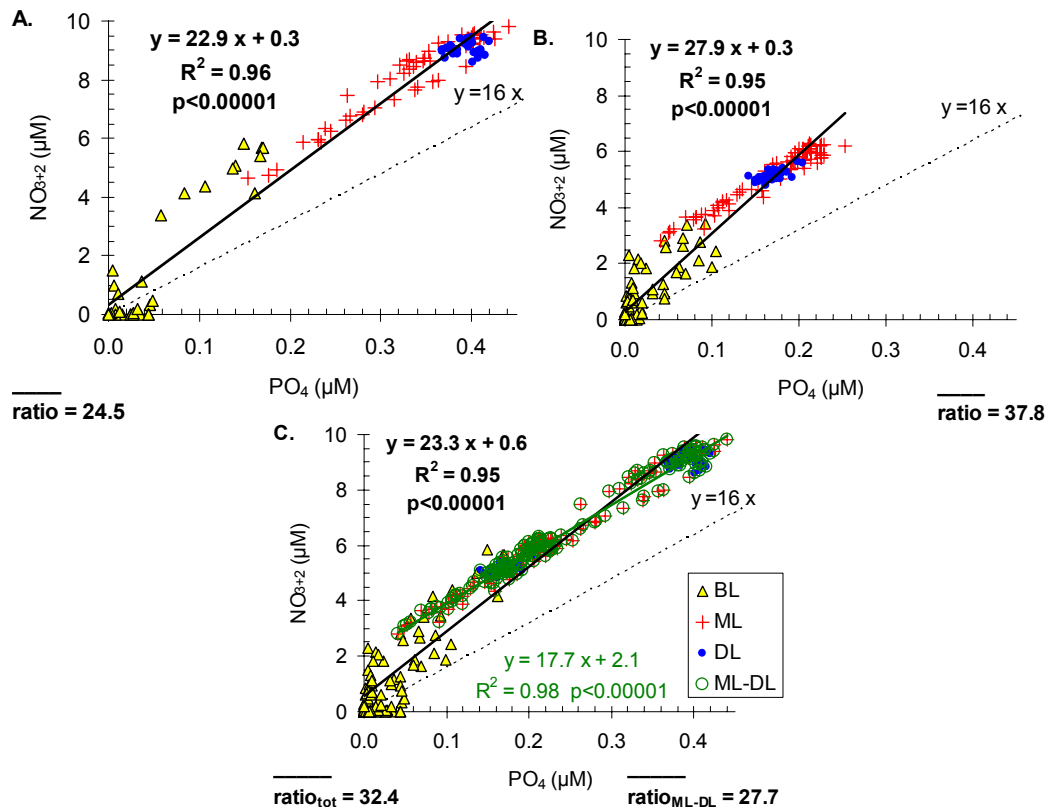 A.
y = 22.9 x + 0.3
R² = 0.96
p<0.00001
y =16 x
NO₃₊₂ (µM)
10
8
6
4
2
0
0.0 0.1 0.2 0.3 0.4
PO₄ (µM)
ratio = 24.5
B.
y = 27.9 x + 0.3
R² = 0.95
p<0.00001
y =16 x
NO₃₊₂ (µM)
10
8
6
4
2
0
0.0 0.1 0.2 0.3 0.4
PO₄ (µM)
ratio = 37.8
C.
y = 23.3 x + 0.6
R² = 0.95
p<0.00001
y =16 x
NO₃₊₂ (µM)
10
8
6
4
2
0
y = 17.7 x + 2.1
R² = 0.98 p<0.00001
BL
ML
DL
ML-DL
0.0 0.1 0.2 0.3 0.4
PO₄ (µM)
ratio_tot = 32.4
ratio_ML-DL = 27.7